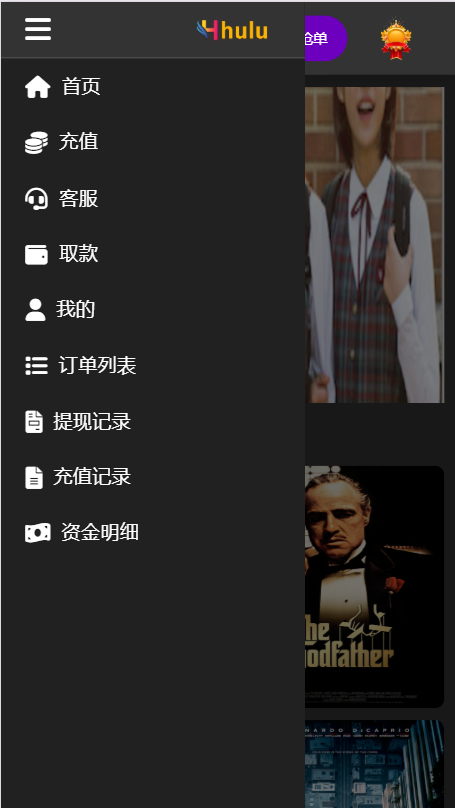 hulu
抢单
首页
充值
客服
取款
我的
订单列表
提现记录
充值记录
资金明细
he
odfather
NARDO DICAPRIO